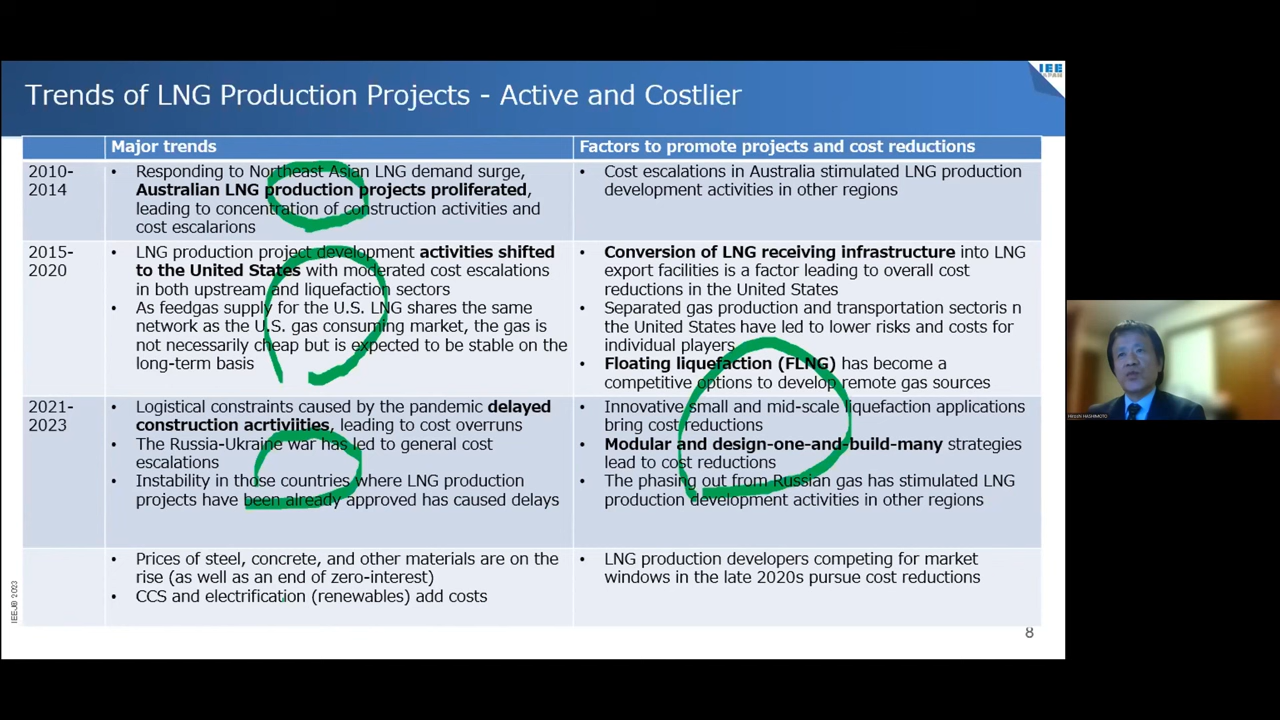 IEE
JAPAN
Trends of LNG Production Projects - Active and Costlier
Major trends
Factors to promote projects and cost reductions
2010-
2014
• Responding to Northeast Asian LNG demand surge,
Australian LNG production projects proliferated,
leading to concentration of construction activities and
cost escalarions
• Cost escalations in Australia stimulated LNG production
development activities in other regions
2015-
2020
• LNG production project development activities shifted
to the United States with moderated cost escalations
in both upstream and liquefaction sectors
• As feedgas supply for the U.S. LNG shares the same
network as the U.S. gas consuming market, the gas is
not necessarily cheap but is expected to be stable on the
long-term basis
• Conversion of LNG receiving infrastructure into LNG
export facilities is a factor leading to overall cost
reductions in the United States
• Separated gas production and transportation sectoris n
the United States have led to lower risks and costs for
individual players
• Floating liquefaction (FLNG) has become a
competitive options to develop remote gas sources
2021-
2023
• Logistical constraints caused by the pandemic delayed
construction acrtiviities, leading to cost overruns
• The Russia-Ukraine war has led to general cost
escalations
• Instability in those countries where LNG production
projects have been already approved has caused delays
• Innovative small and mid-scale liquefaction applications
bring cost reductions
• Modular and design-one-and-build-many strategies
lead to cost reductions
• The phasing out from Russian gas has stimulated LNG
production development activities in other regions
• Prices of steel, concrete, and other materials are on the
rise (as well as an end of zero-interest)
• CCS and electrification (renewables) add costs
• LNG production developers competing for market
windows in the late 2020s pursue cost reductions
IEEJ© 2023
8
Hiroshi HASHIMOTO